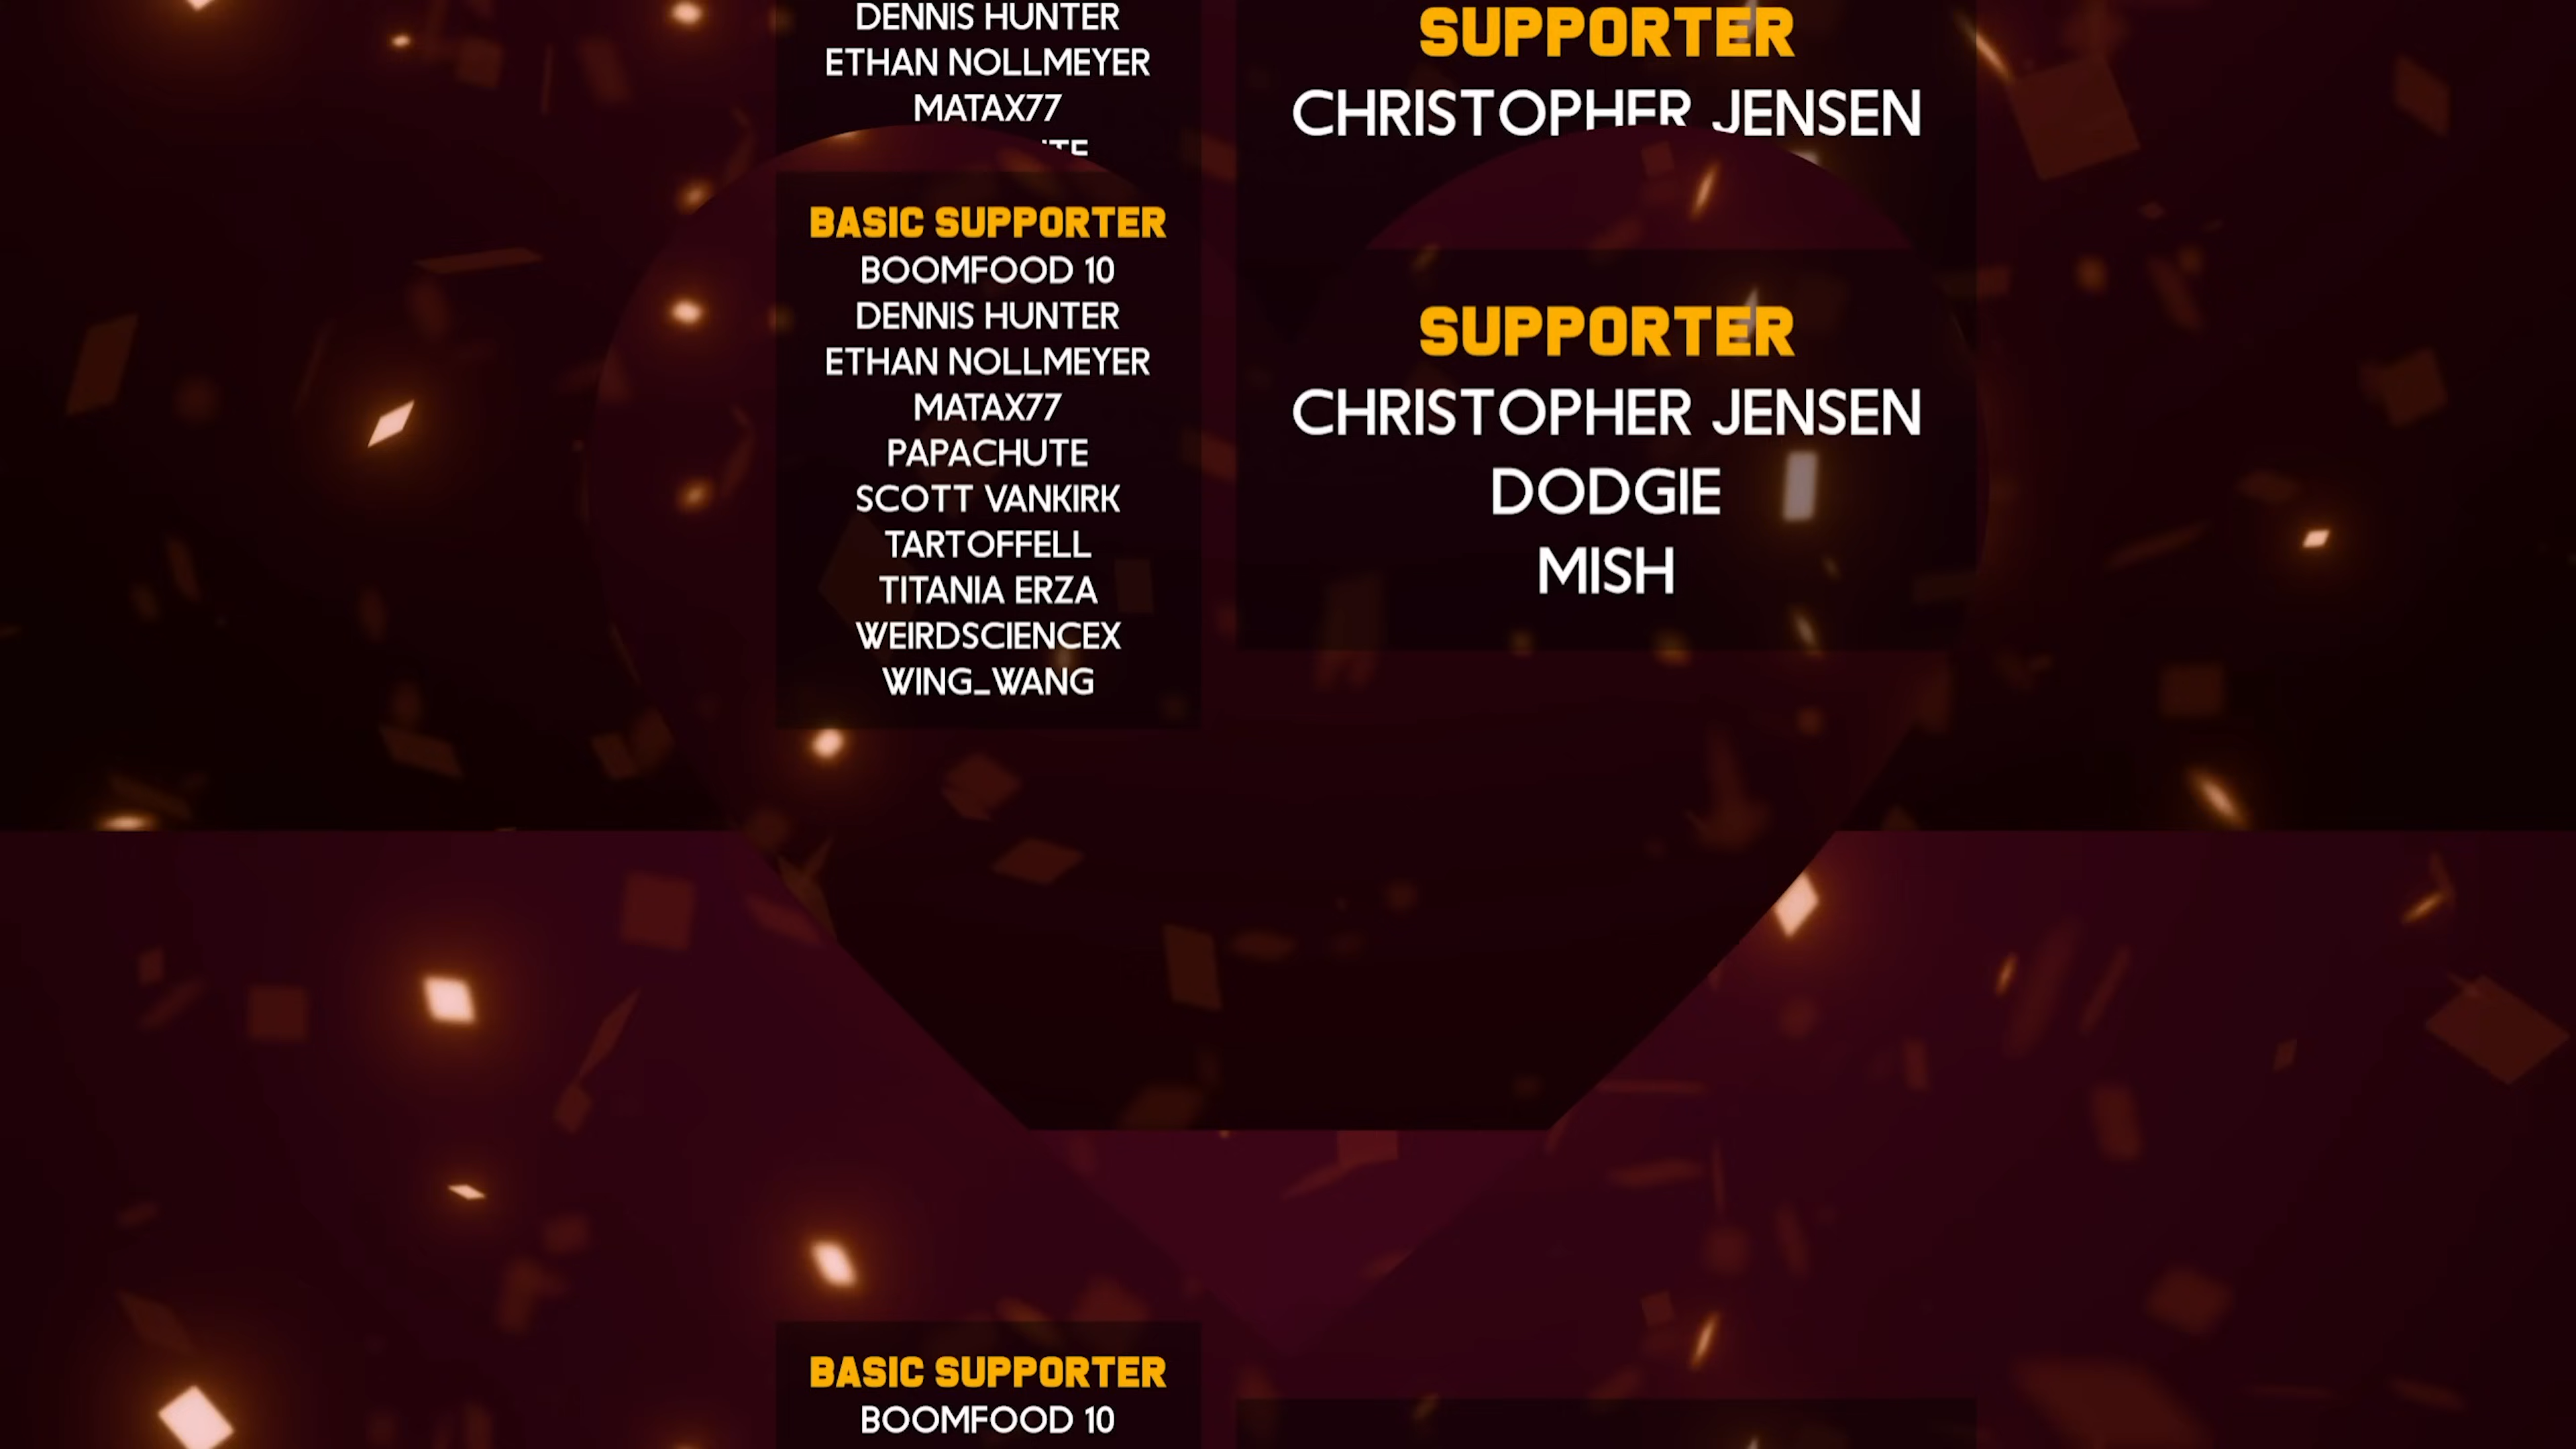 DENNIS HUNTER
ETHAN NOLLMEYER
MATAX77
SUPPORTER
CHRISTOPHER JENSEN
BASIC SUPPORTER
BOOMFOOD 10
DENNIS HUNTER
ETHAN NOLLMEYER
MATAX77
PAPACHUTE
SCOTT VANKIRK
TARTOFFELL
TITANIA ERZA
WEIRDSCIENCEX
WING_WANG
SUPPORTER
CHRISTOPHER JENSEN
DODGIE
MISH
BASIC SUPPORTER
BOOMFOOD 10